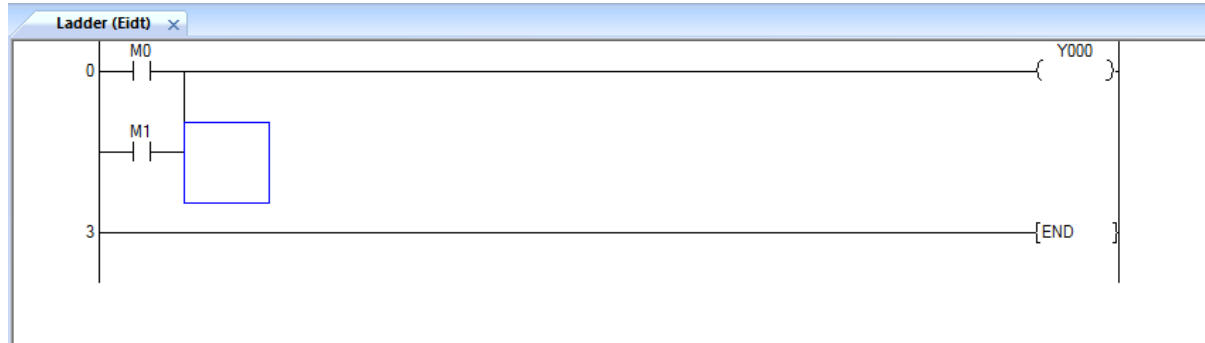 Ladder (Eidt)
M0
Y000
0
M1
3
END